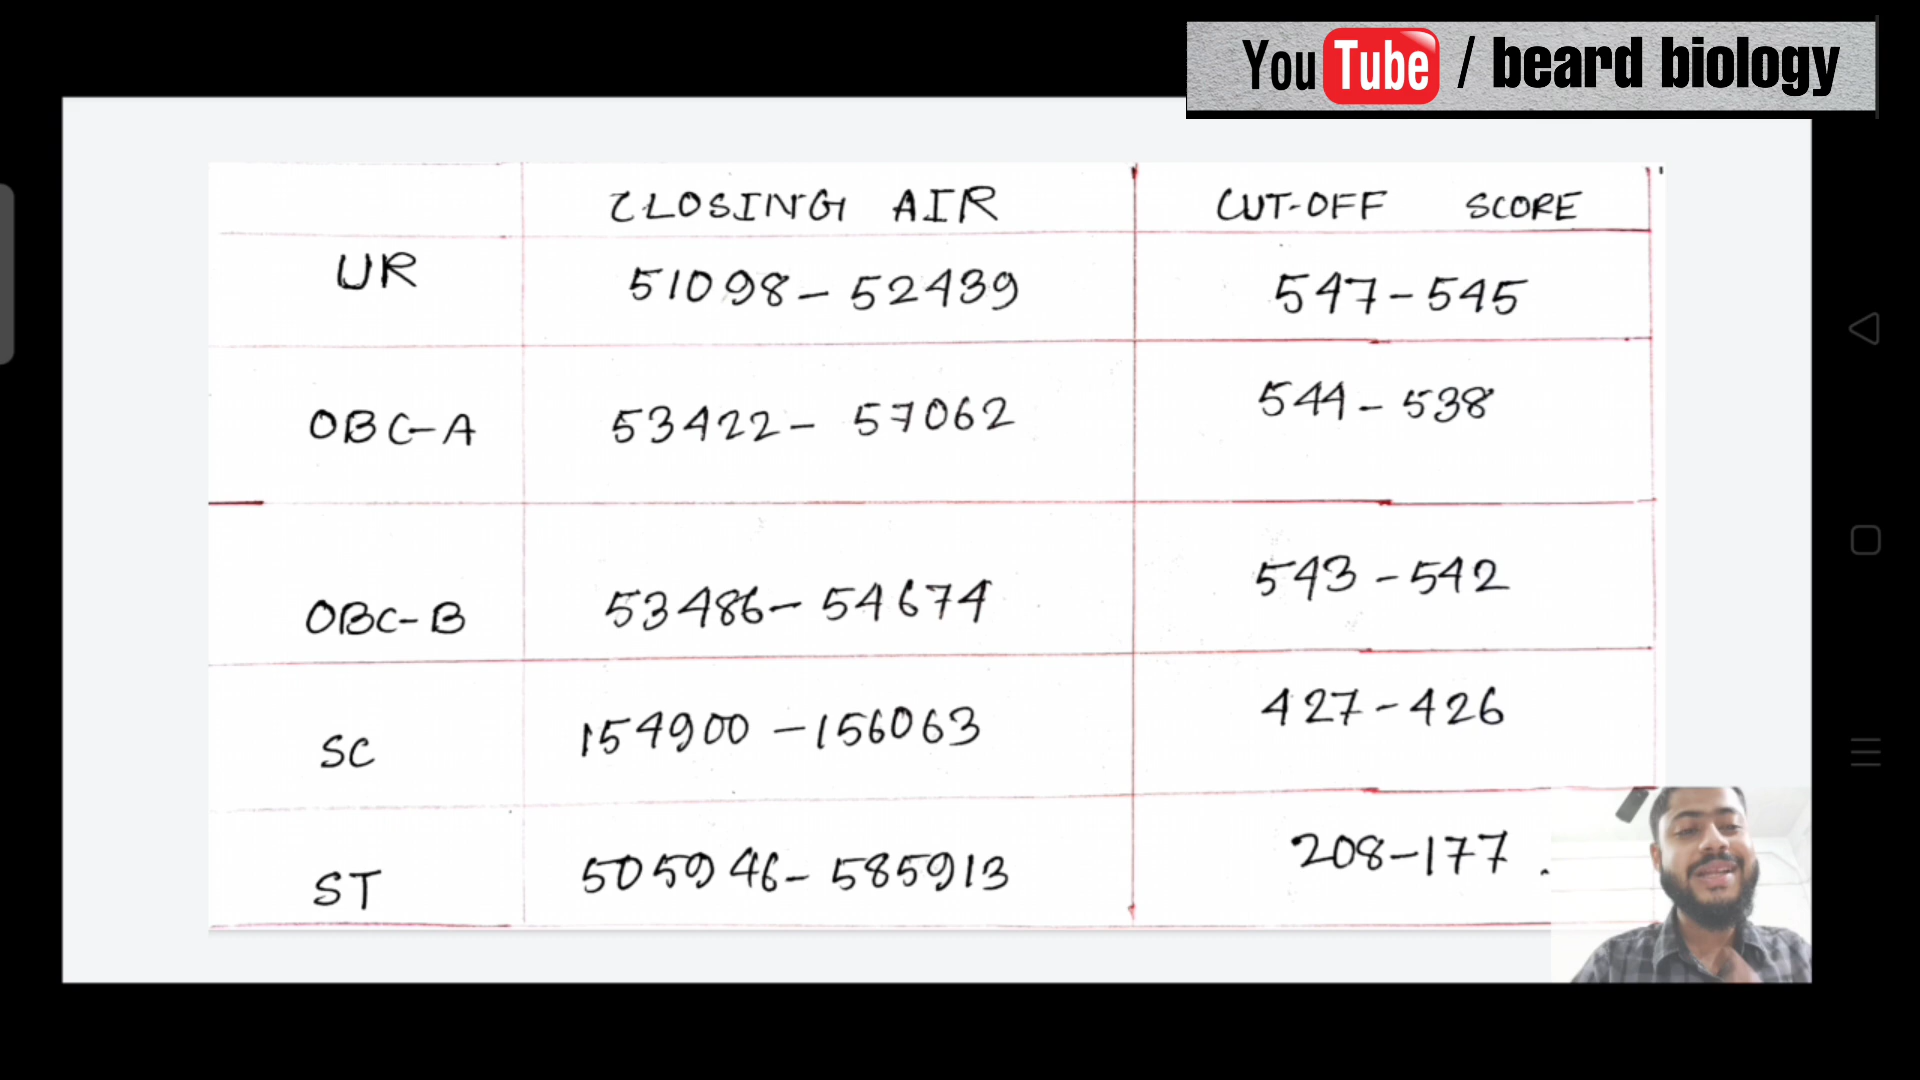 YouTube / beard biology
CLOSING AIR CUT-OFF SCORE
UR 51098 - 52439 547 - 545
OBC-A 53422 - 57062 544 - 538
OBC-B 53486 - 54674 543 - 542
SC 154900 - 156063 427 - 426
ST 505946 - 585913 208 - 177.